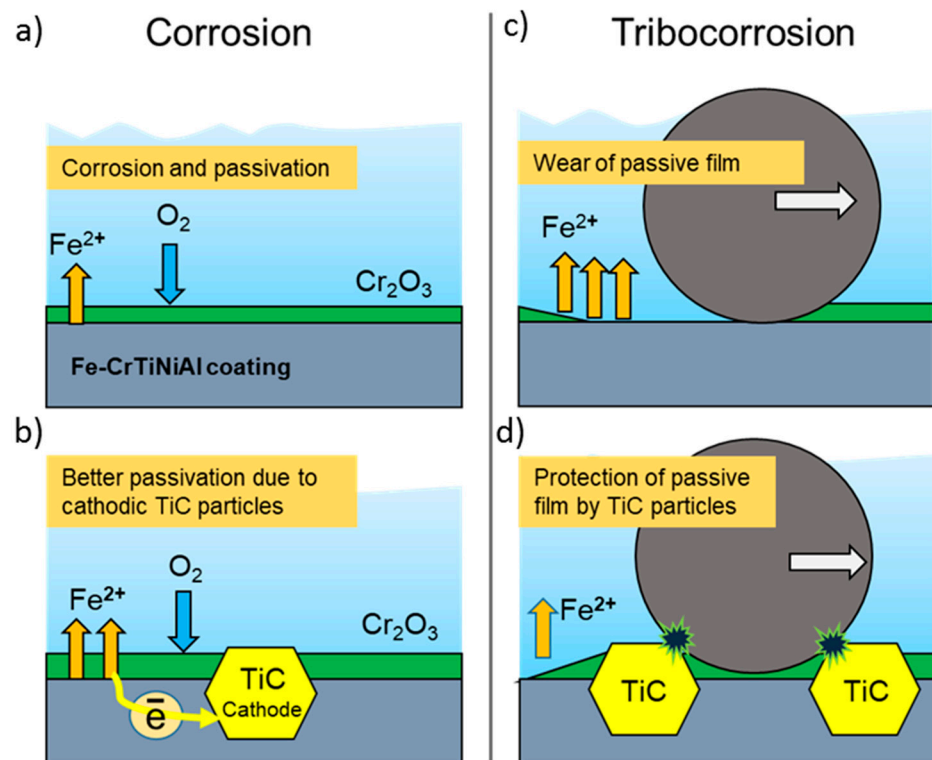 a)
Corrosion
Corrosion and passivation
O₂
Fe²⁺
Cr₂O₃
Fe-CrTiNiAl coating
b)
Better passivation due to
cathodic TiC particles
O₂
Fe²⁺
Cr₂O₃
TiC
Cathode
ē
c)
Tribocorrosion
Wear of passive film
Fe²⁺
d)
Protection of passive
film by TiC particles
Fe²⁺
TiC
TiC